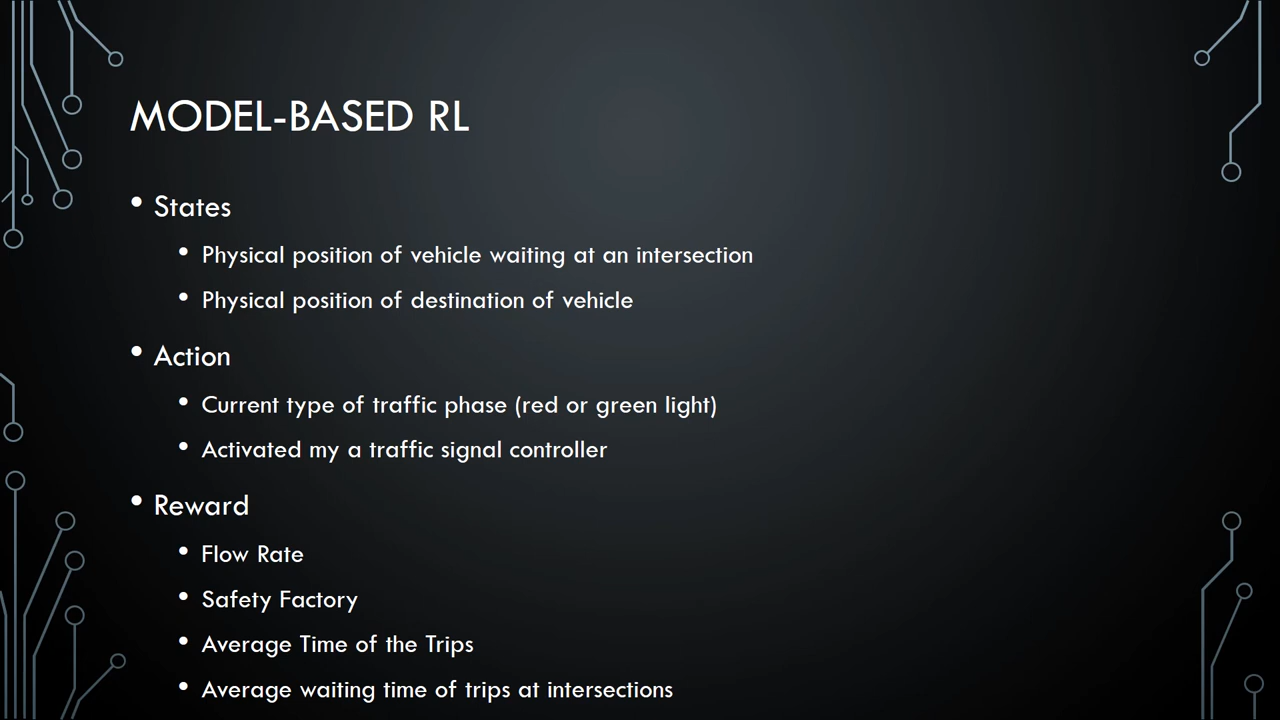 MODEL-BASED RL
• States
• Physical position of vehicle waiting at an intersection
• Physical position of destination of vehicle
• Action
• Current type of traffic phase (red or green light)
• Activated my a traffic signal controller
• Reward
• Flow Rate
• Safety Factory
• Average Time of the Trips
• Average waiting time of trips at intersections